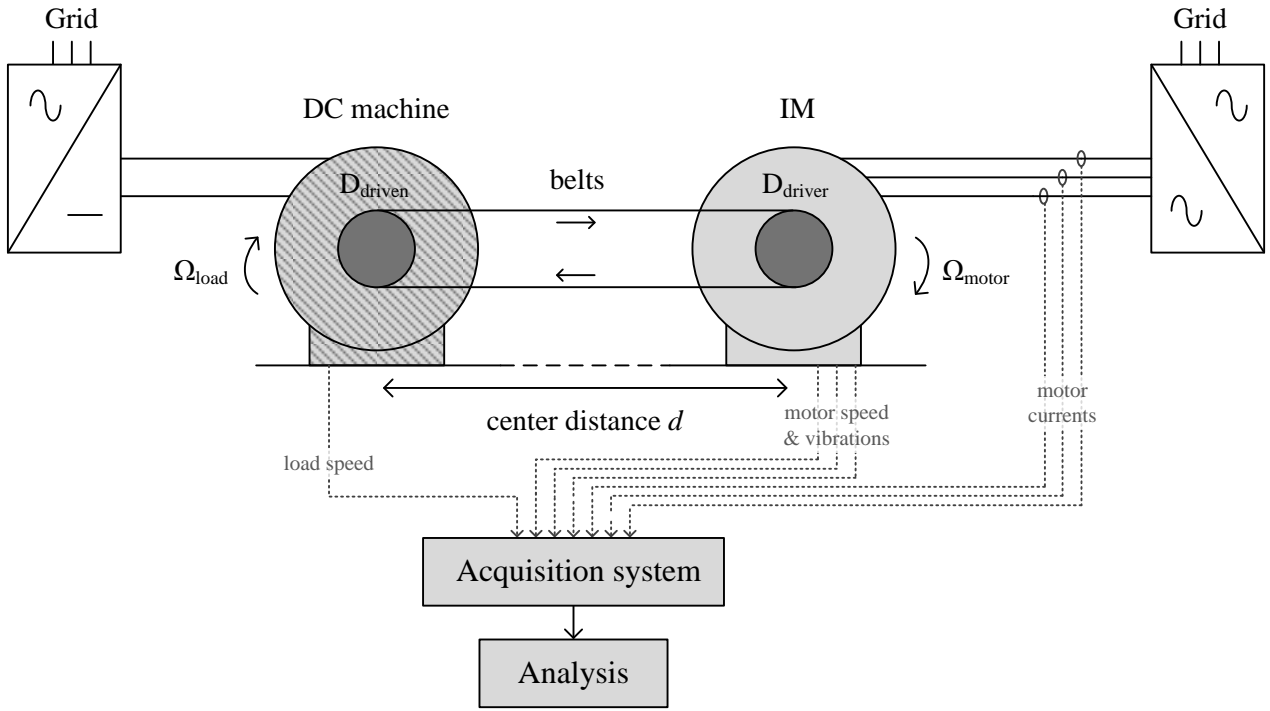 Grid
Grid
DC machine
IM
D_driven
belts
D_driver
Ω_load
Ω_motor
center distance d
motor speed
& vibrations
motor
currents
load speed
Acquisition system
Analysis